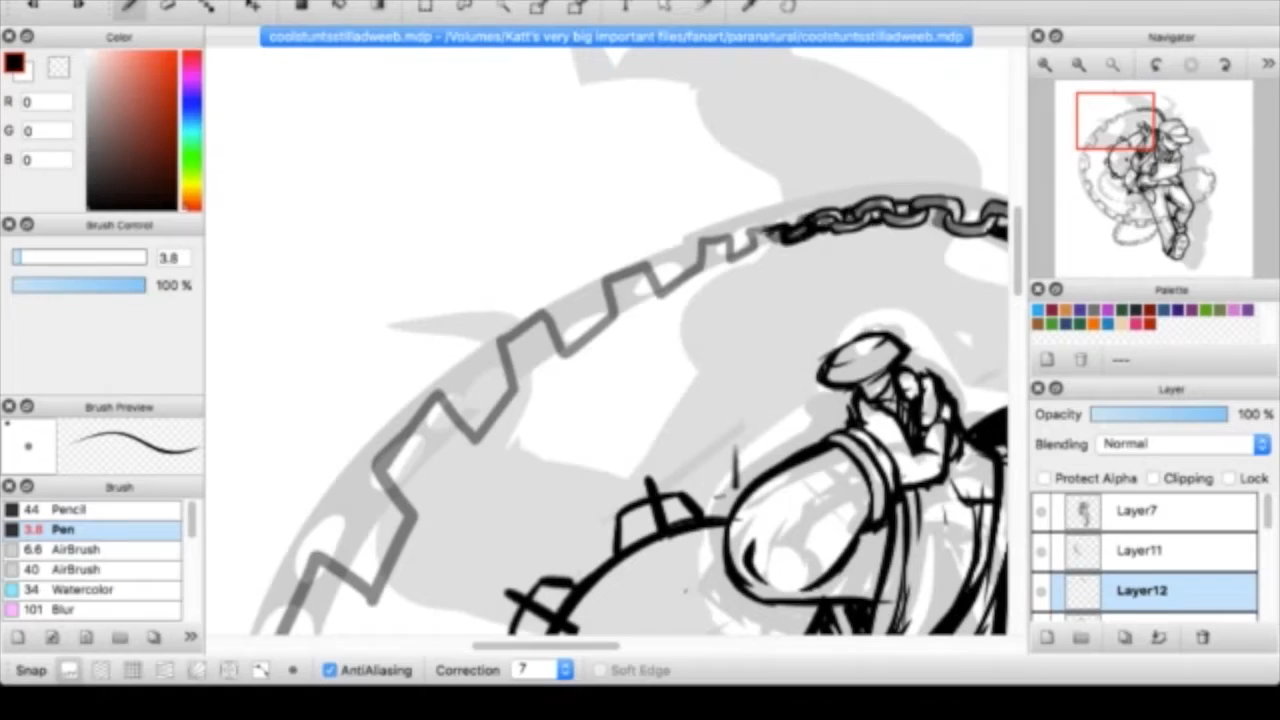 coolstuntsstilladweeb.mdp - /Volumes/Katt's very big important files/fanart/paranatural/coolstuntsstilladweeb.mdp
Color
R 0
G 0
B 0
Brush Control
3.8
100 %
Brush Preview
Brush
44 Pencil
3.8 Pen
6.6 AirBrush
40 AirBrush
34 Watercolor
101 Blur
Snap
AntiAliasing
Correction 7
Soft Edge
Navigator
Palette
---
Layer
Opacity 100 %
Blending Normal
Protect Alpha Clipping Lock
Layer7
Layer11
Layer12